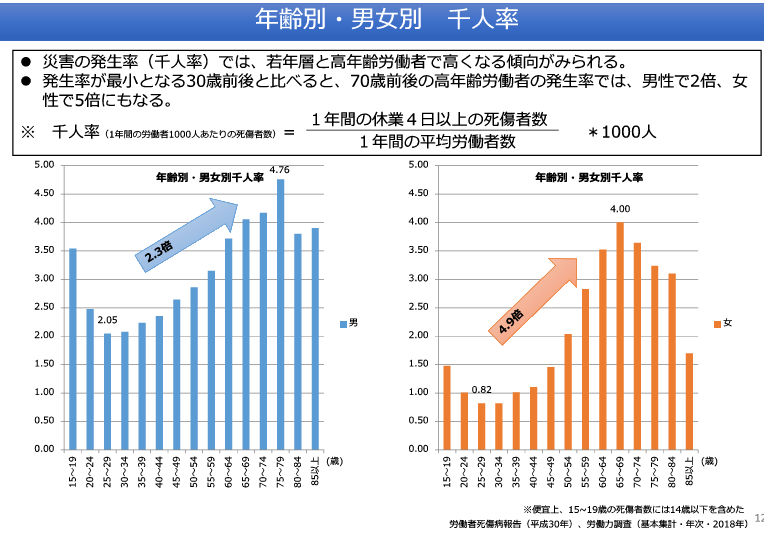 年齢別・男女別　千人率
● 災害の発生率（千人率）では、若年層と高年齢労働者で高くなる傾向がみられる。
● 発生率が最小となる30歳前後と比べると、70歳前後の高年齢労働者の発生率では、男性で2倍、女
性で5倍にもなる。
※　千人率（1年間の労働者1000人あたりの死傷者数）＝
１年間の休業４日以上の死傷者数
１年間の平均労働者数
＊1000人
年齢別・男女別千人率
5.00
4.50
4.00
3.50
3.00
2.50
2.00
1.50
1.00
0.50
0.00
4.76
2.3倍
2.05
男
15～19
20～24
25～29
30～34
35～39
40～44
45～49
50～54
55～59
60～64
65～69
70～74
75～79
80～84
85以上
(歳)
年齢別・男女別千人率
5.00
4.50
4.00
3.50
3.00
2.50
2.00
1.50
1.00
0.50
0.00
4.00
4.9倍
0.82
女
15～19
20～24
25～29
30～34
35～39
40～44
45～49
50～54
55～59
60～64
65～69
70～74
75～79
80～84
85以上
(歳)
※便宜上、15~19歳の死傷者数には14歳以下を含めた
労働者死傷病報告（平成30年）、労働力調査（基本集計・年次・2018年）
12